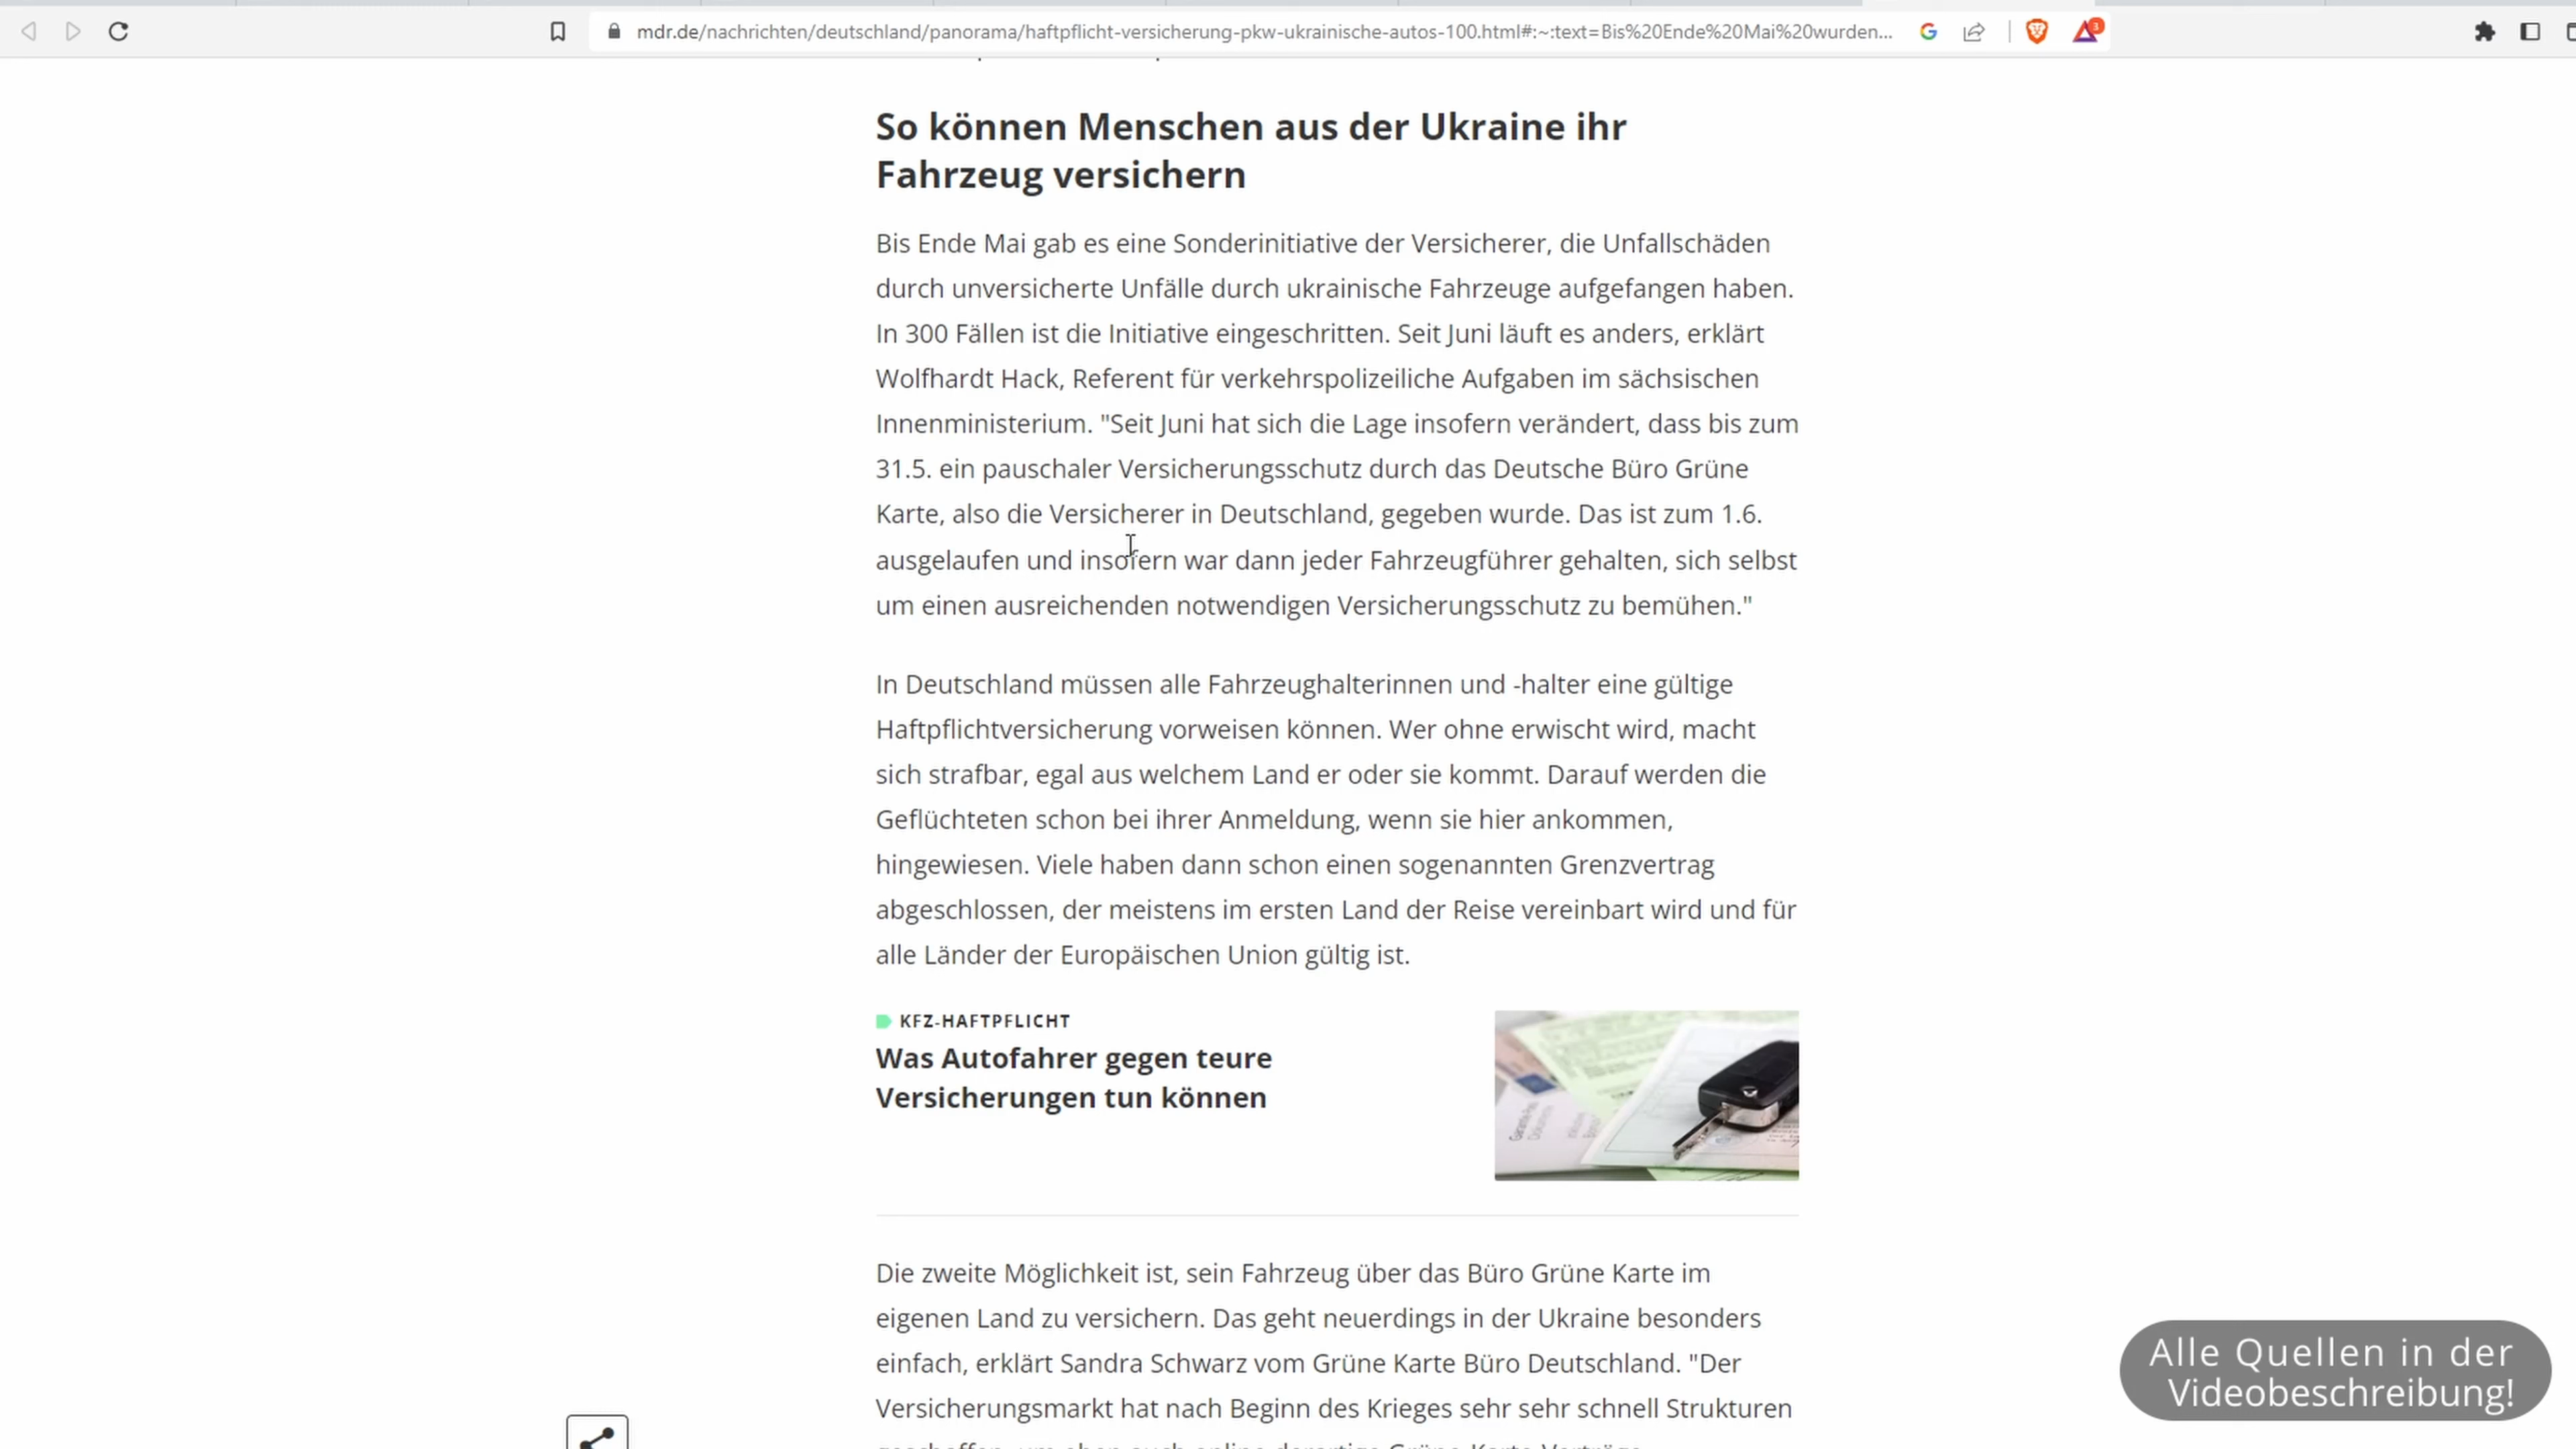 mdr.de/nachrichten/deutschland/panorama/haftpflicht-versicherung-pkw-ukrainische-autos-100.html#:~:text=Bis%20Ende%20Mai%20wurden...
3
So können Menschen aus der Ukraine ihr
Fahrzeug versichern
Bis Ende Mai gab es eine Sonderinitiative der Versicherer, die Unfallschäden
durch unversicherte Unfälle durch ukrainische Fahrzeuge aufgefangen haben.
In 300 Fällen ist die Initiative eingeschritten. Seit Juni läuft es anders, erklärt
Wolfhardt Hack, Referent für verkehrspolizeiliche Aufgaben im sächsischen
Innenministerium. "Seit Juni hat sich die Lage insofern verändert, dass bis zum
31.5. ein pauschaler Versicherungsschutz durch das Deutsche Büro Grüne
Karte, also die Versicherer in Deutschland, gegeben wurde. Das ist zum 1.6.
ausgelaufen und insofern war dann jeder Fahrzeugführer gehalten, sich selbst
um einen ausreichenden notwendigen Versicherungsschutz zu bemühen."
In Deutschland müssen alle Fahrzeughalterinnen und -halter eine gültige
Haftpflichtversicherung vorweisen können. Wer ohne erwischt wird, macht
sich strafbar, egal aus welchem Land er oder sie kommt. Darauf werden die
Geflüchteten schon bei ihrer Anmeldung, wenn sie hier ankommen,
hingewiesen. Viele haben dann schon einen sogenannten Grenzvertrag
abgeschlossen, der meistens im ersten Land der Reise vereinbart wird und für
alle Länder der Europäischen Union gültig ist.
KFZ-HAFTPFLICHT
Was Autofahrer gegen teure
Versicherungen tun können
Die zweite Möglichkeit ist, sein Fahrzeug über das Büro Grüne Karte im
eigenen Land zu versichern. Das geht neuerdings in der Ukraine besonders
einfach, erklärt Sandra Schwarz vom Grüne Karte Büro Deutschland. "Der
Versicherungsmarkt hat nach Beginn des Krieges sehr sehr schnell Strukturen
Alle Quellen in der
Videobeschreibung!